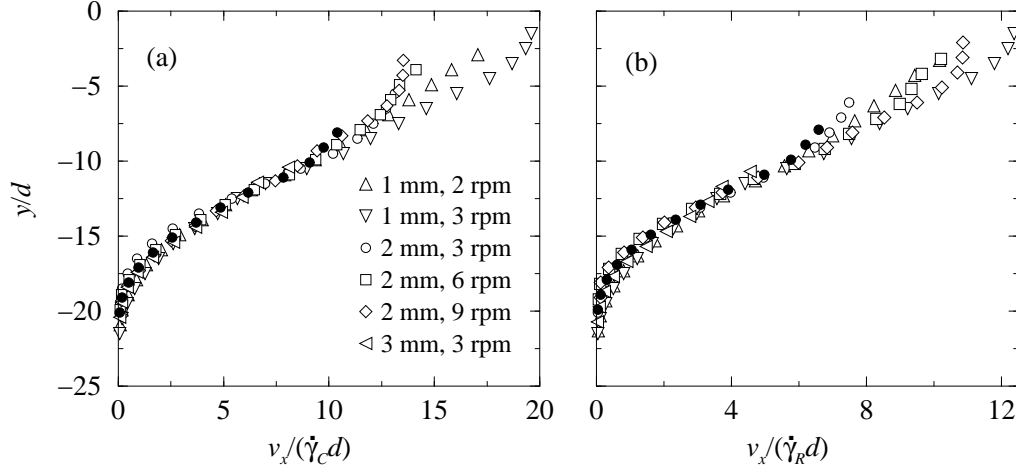 (a)
(b)
0
−5
−10
−15
−20
−25
y/d
1 mm, 2 rpm
1 mm, 3 rpm
2 mm, 3 rpm
2 mm, 6 rpm
2 mm, 9 rpm
3 mm, 3 rpm
0 5 10 15 20
0 4 8 12
v_x/(γ̇_C d)
v_x/(γ̇_R d)